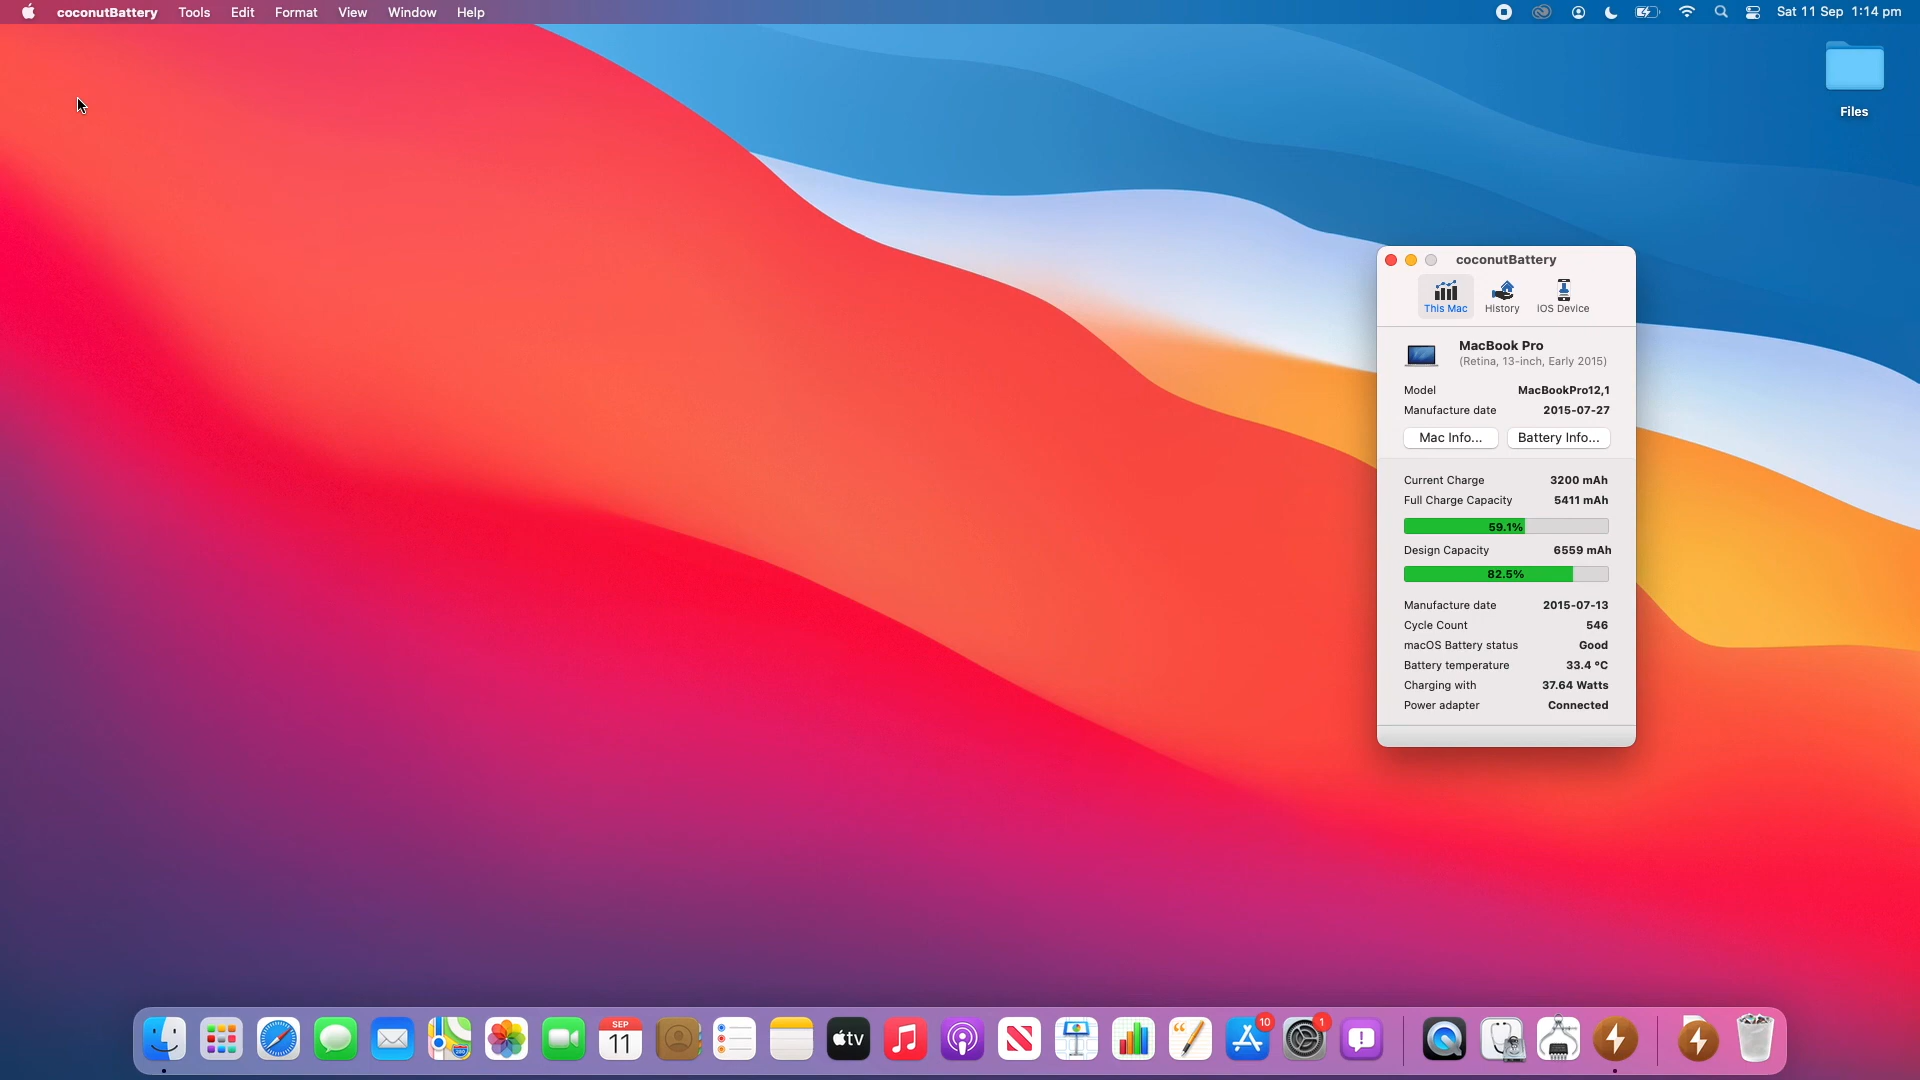 coconutBattery Tools Edit Format View Window Help
Sat 11 Sep 1:14 pm
Files
coconutBattery
This Mac History iOS Device
MacBook Pro
(Retina, 13-inch, Early 2015)
Model MacBookPro12,1
Manufacture date 2015-07-27
Mac Info... Battery Info...
Current Charge 3200 mAh
Full Charge Capacity 5411 mAh
59.1%
Design Capacity 6559 mAh
82.5%
Manufacture date 2015-07-13
Cycle Count 546
macOS Battery status Good
Battery temperature 33.4 ºC
Charging with 37.64 Watts
Power adapter Connected
SEP
11
tv
10
1